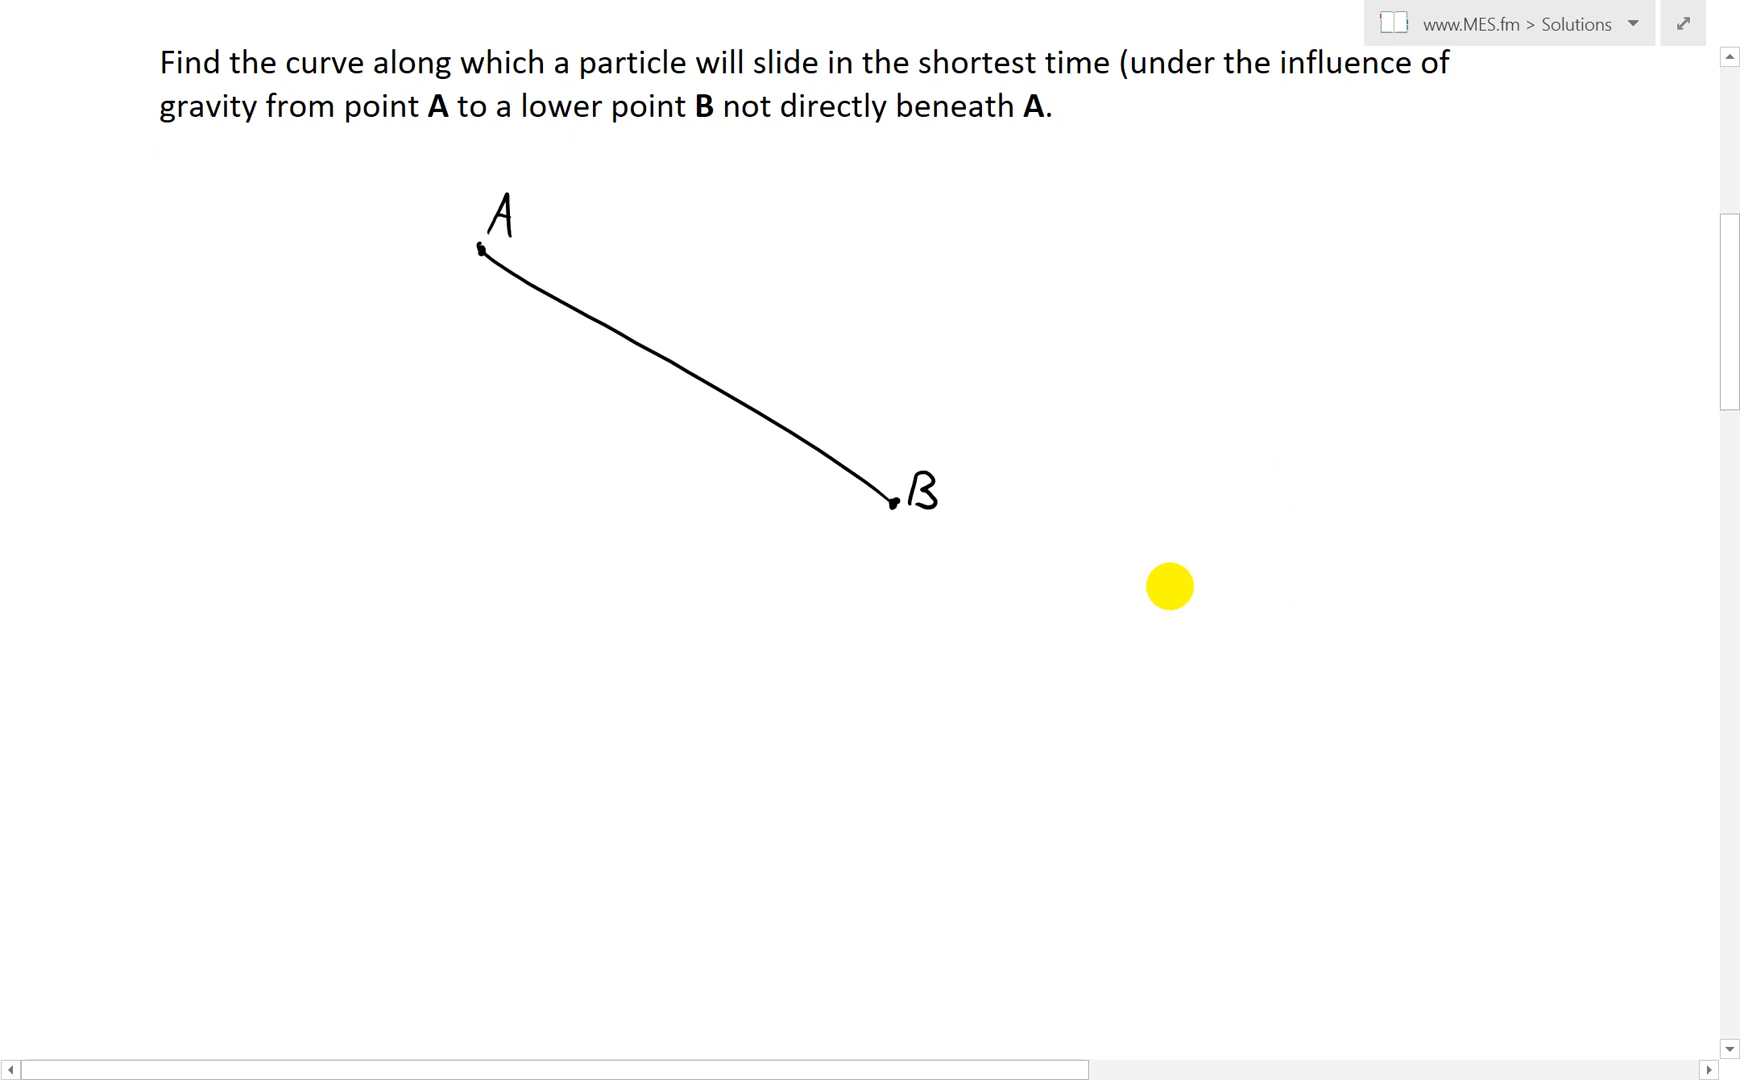 www.MES.fm > Solutions
Find the curve along which a particle will slide in the shortest time (under the influence of
gravity from point A to a lower point B not directly beneath A.
A
B